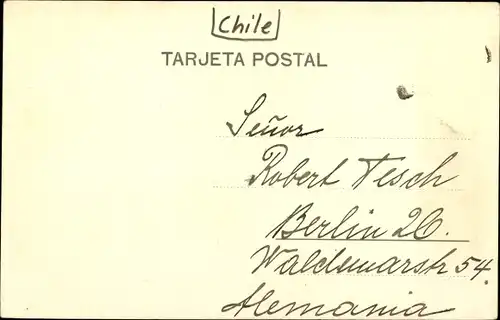 Chile
TARJETA POSTAL
Señor
Robert Tesch
Berlin 26.
Waldemarstr 54.
Alemania